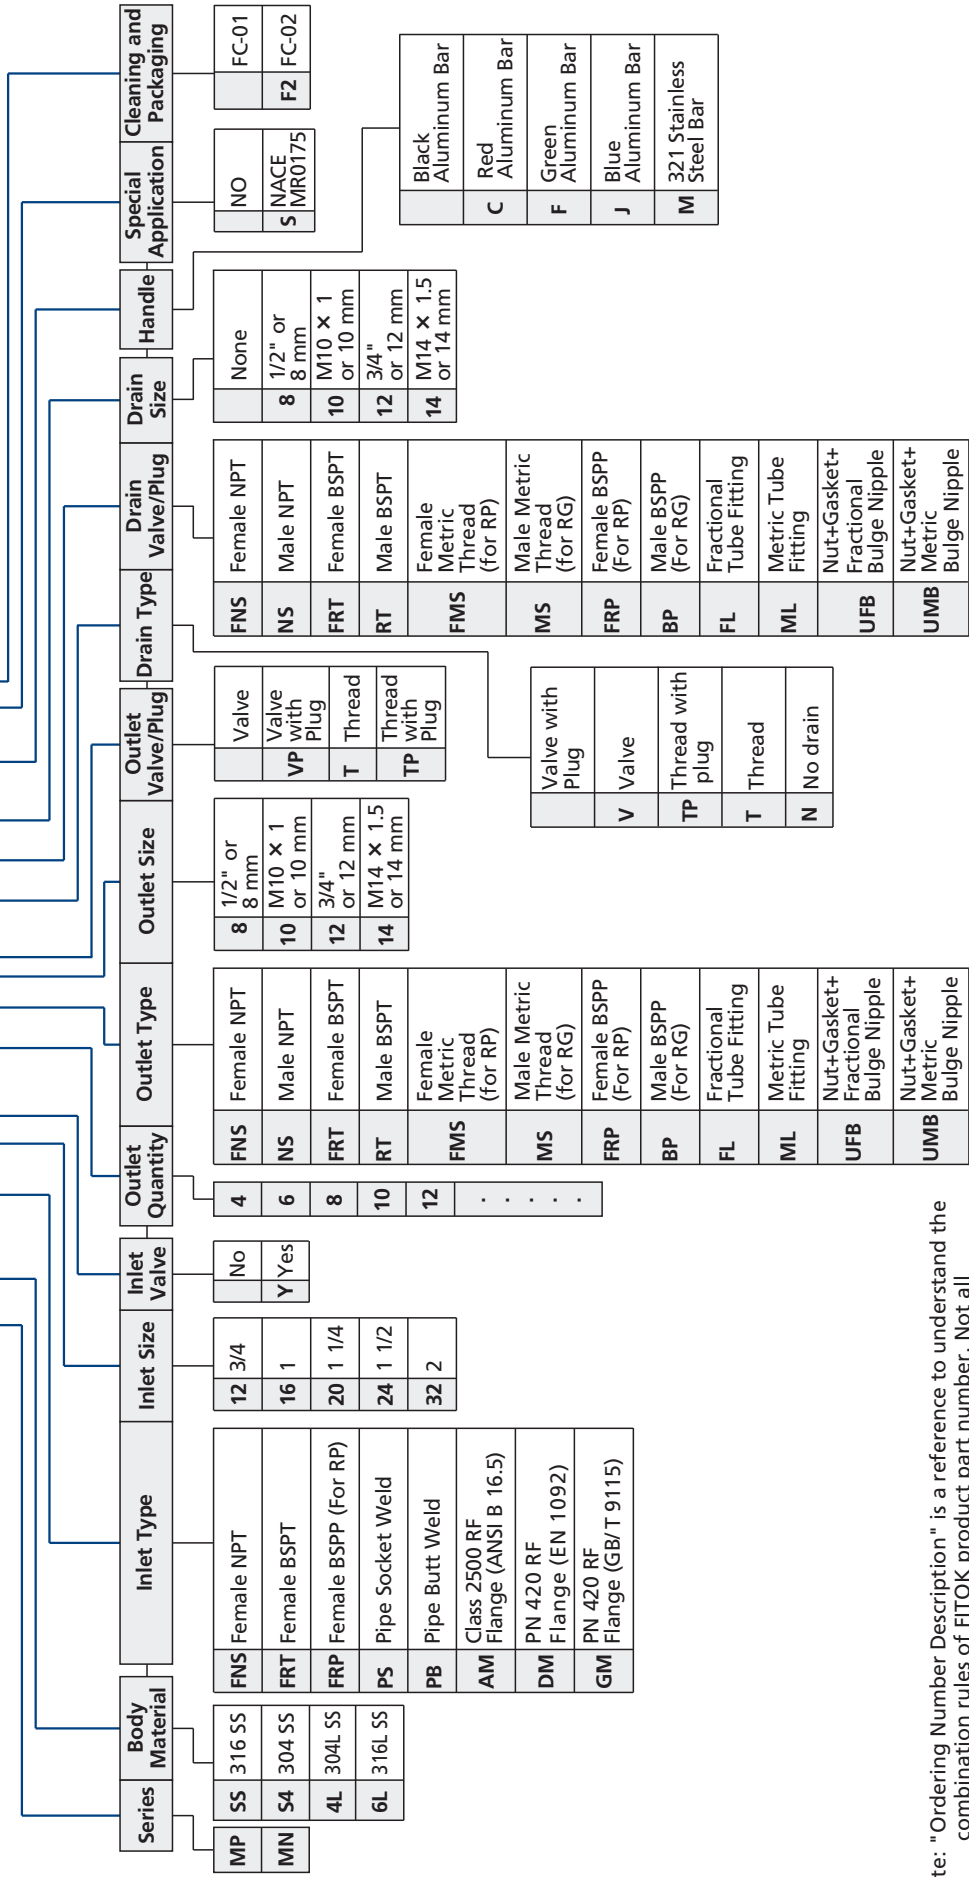 Series
MP
MN
Body
Material
SS 316 SS
S4 304 SS
4L 304L SS
6L 316L SS
Inlet Type
FNS Female NPT
FRT Female BSPT
FRP Female BSPP (For RP)
PS Pipe Socket Weld
PB Pipe Butt Weld
AM Class 2500 RF
Flange (ANSI B 16.5)
DM PN 420 RF
Flange (EN 1092)
GM PN 420 RF
Flange (GB/T 9115)
Inlet Size
12 3/4
16 1
20 1 1/4
24 1 1/2
32 2
Inlet
Valve
No
Y Yes
Outlet
Quantity
4
6
8
10
12
. . . . .
Outlet Type
FNS Female NPT
NS Male NPT
FRT Female BSPT
RT Male BSPT
FMS Female
Metric
Thread
(for RP)
MS Male Metric
Thread
(for RG)
FRP Female BSPP
(For RP)
BP Male BSPP
(For RG)
FL Fractional
Tube Fitting
ML Metric Tube
Fitting
UFB Nut+Gasket+
Fractional
Bulge Nipple
UMB Nut+Gasket+
Metric
Bulge Nipple
Outlet Size
8 1/2" or
8 mm
10 M10 × 1
or 10 mm
12 3/4"
or 12 mm
14 M14 × 1.5
or 14 mm
Outlet
Valve/Plug
Valve
VP Valve
with
Plug
T Thread
TP Thread
with
Plug
Drain Type
Valve with
Plug
V Valve
TP Thread with
plug
T Thread
N No drain
Drain
Valve/Plug
FNS Female NPT
NS Male NPT
FRT Female BSPT
RT Male BSPT
FMS Female
Metric
Thread
(for RP)
MS Male Metric
Thread
(for RG)
FRP Female BSPP
(For RP)
BP Male BSPP
(For RG)
FL Fractional
Tube Fitting
ML Metric Tube
Fitting
UFB Nut+Gasket+
Fractional
Bulge Nipple
UMB Nut+Gasket+
Metric
Bulge Nipple
Drain
Size
None
8 1/2" or
8 mm
10 M10 × 1
or 10 mm
12 3/4"
or 12 mm
14 M14 × 1.5
or 14 mm
Handle
Black
Aluminum Bar
C Red
Aluminum Bar
F Green
Aluminum Bar
J Blue
Aluminum Bar
M 321 Stainless
Steel Bar
Special
Application
NO
S NACE
MR0175
Cleaning and
Packaging
FC-01
F2 FC-02
te: "Ordering Number Description" is a reference to understand the
combination rules of FITOK product part number. Not all